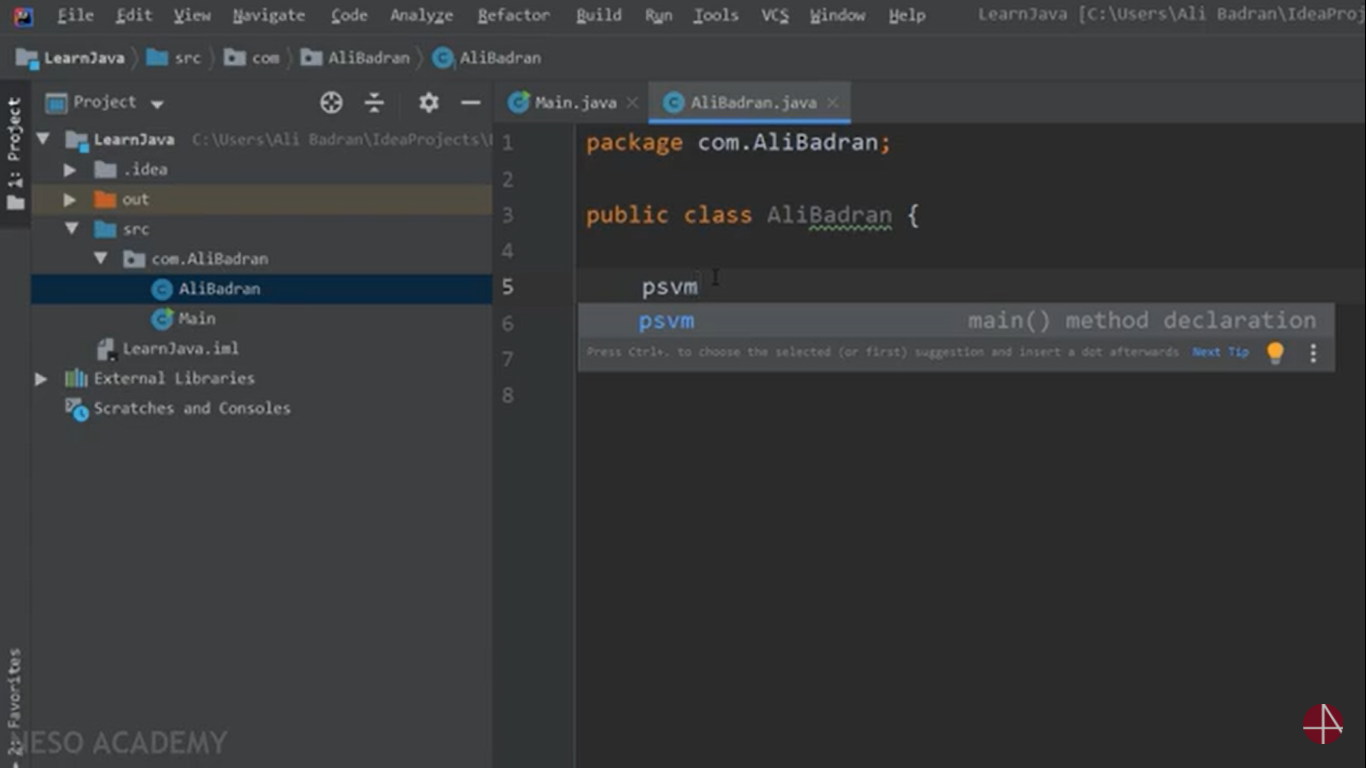 File Edit View Navigate Code Analyze Refactor Build Run Tools VCS Window Help LearnJava [C:\Users\Ali Badran\IdeaProj
LearnJava src com AliBadran AliBadran
1: Project
Project
Main.java
AliBadran.java
LearnJava C:\Users\Ali Badran\IdeaProjects\
.idea
out
src
com.AliBadran
AliBadran
Main
LearnJava.iml
External Libraries
Scratches and Consoles
1 package com.AliBadran;
2
3 public class AliBadran {
4
5 psvm
6 psvm main() method declaration
7 Press Ctrl+. to choose the selected (or first) suggestion and insert a dot afterwards Next Tip
8
2: Favorites
NESO ACADEMY